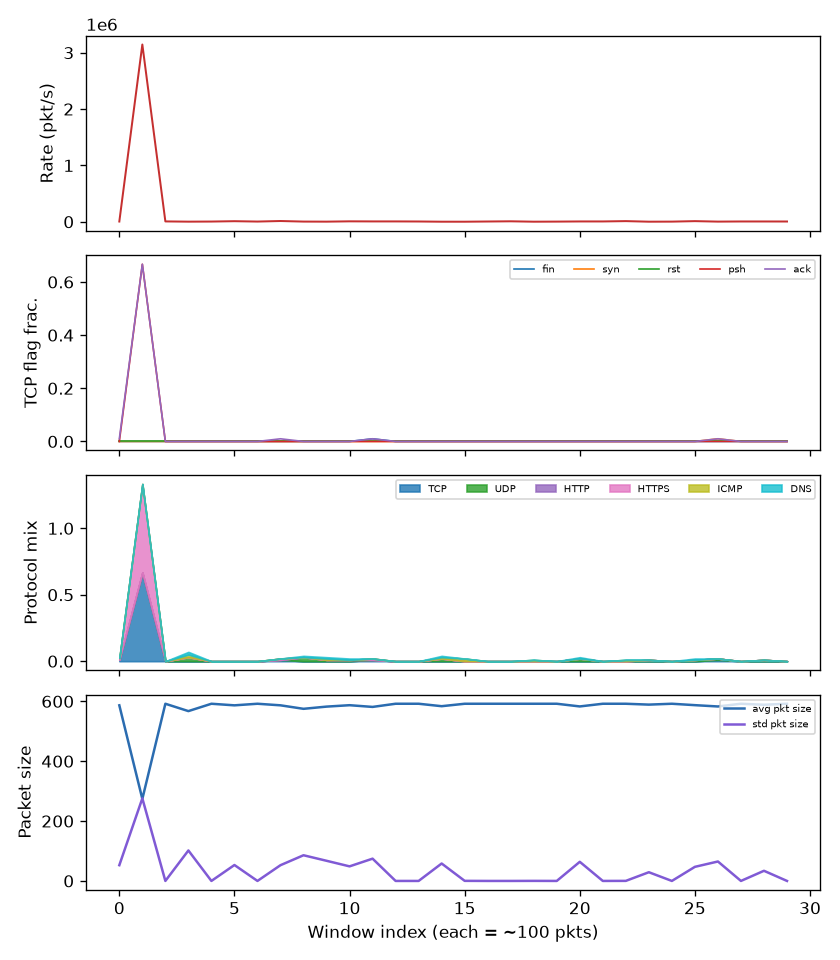 1e6
Rate (pkt/s)
3
2
1
0
TCP flag frac.
0.6
0.4
0.2
0.0
fin syn rst psh ack
Protocol mix
1.0
0.5
0.0
TCP UDP HTTP HTTPS ICMP DNS
Packet size
600
400
200
0
avg pkt size
std pkt size
0 5 10 15 20 25 30
Window index (each = ~100 pkts)